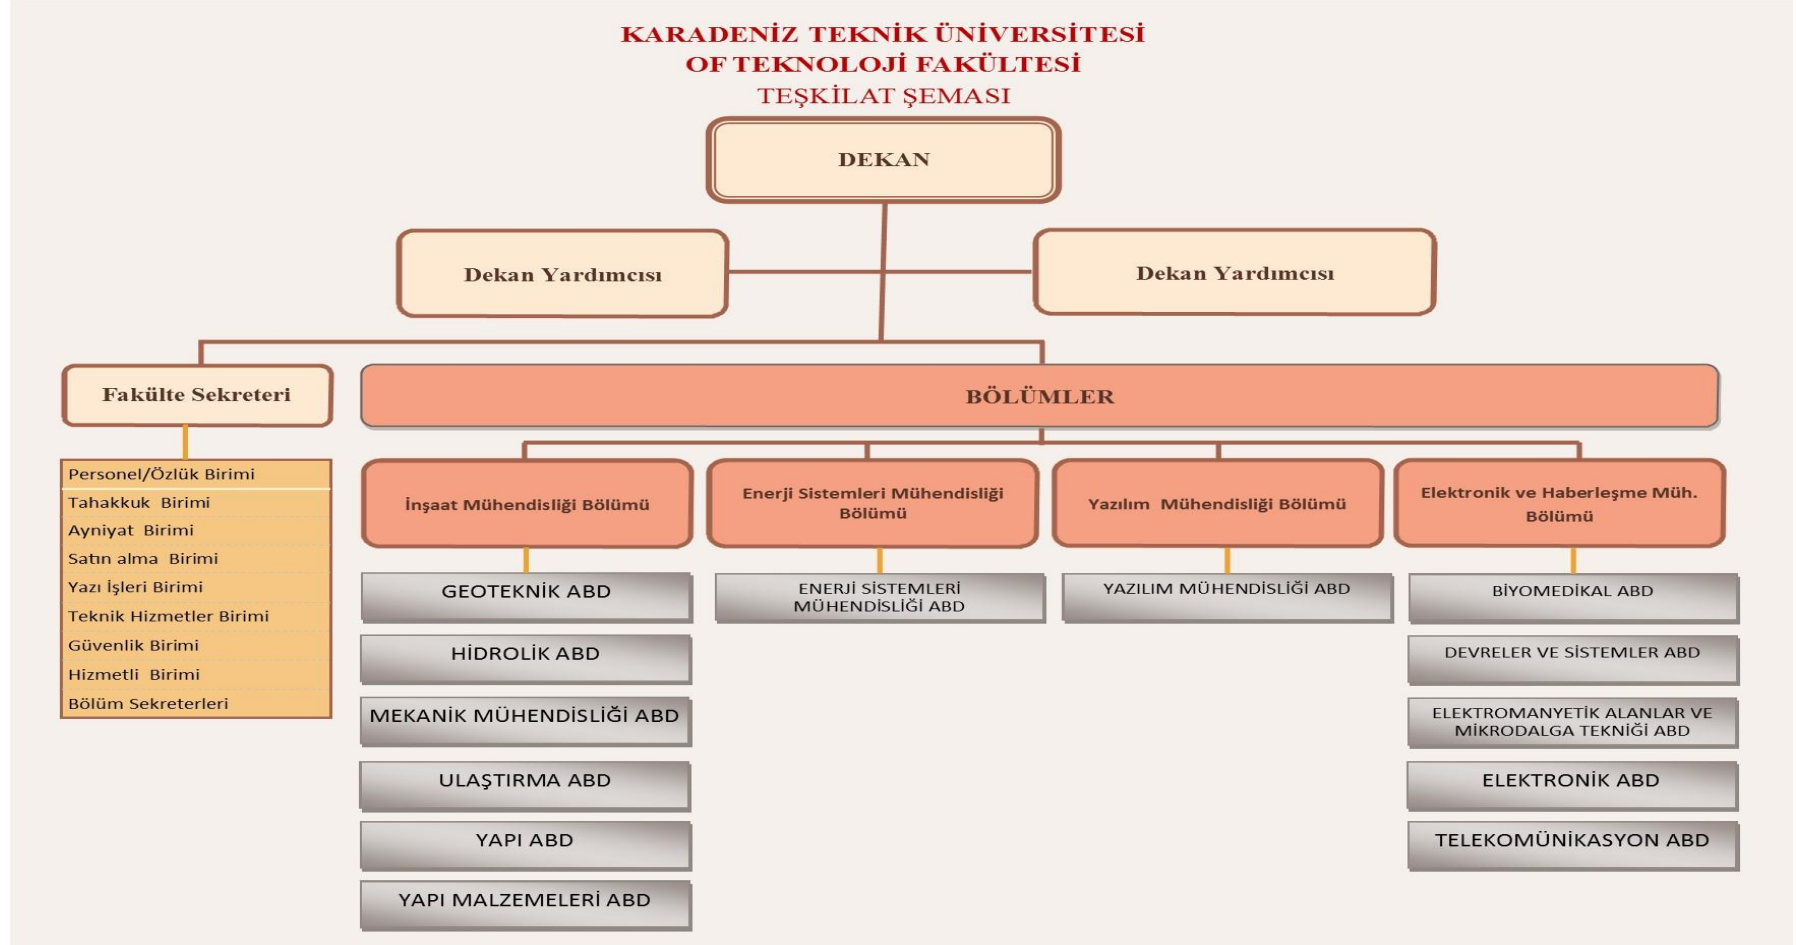 KARADENİZ TEKNİK ÜNİVERSİTESİ
OF TEKNOLOJİ FAKÜLTESİ
TEŞKİLAT ŞEMASI
DEKAN
Dekan Yardımcısı
Dekan Yardımcısı
Fakülte Sekreteri
BÖLÜMLER
Personel/Özlük Birimi
Tahakkuk Birimi
Ayniyat Birimi
Satın alma Birimi
Yazı İşleri Birimi
Teknik Hizmetler Birimi
Güvenlik Birimi
Hizmetli Birimi
Bölüm Sekreterleri
İnşaat Mühendisliği Bölümü
GEOTEKNİK ABD
HİDROLİK ABD
MEKANİK MÜHENDİSLİĞİ ABD
ULAŞTIRMA ABD
YAPI ABD
YAPI MALZEMELERİ ABD
Enerji Sistemleri Mühendisliği
Bölümü
ENERJİ SİSTEMLERİ
MÜHENDİSLİĞİ ABD
Yazılım Mühendisliği Bölümü
YAZILIM MÜHENDİSLİĞİ ABD
Elektronik ve Haberleşme Müh.
Bölümü
BİYOMEDİKAL ABD
DEVRELER VE SİSTEMLER ABD
ELEKTROMANYETİK ALANLAR VE
MİKRODALGA TEKNİĞİ ABD
ELEKTRONİK ABD
TELEKOMÜNİKASYON ABD